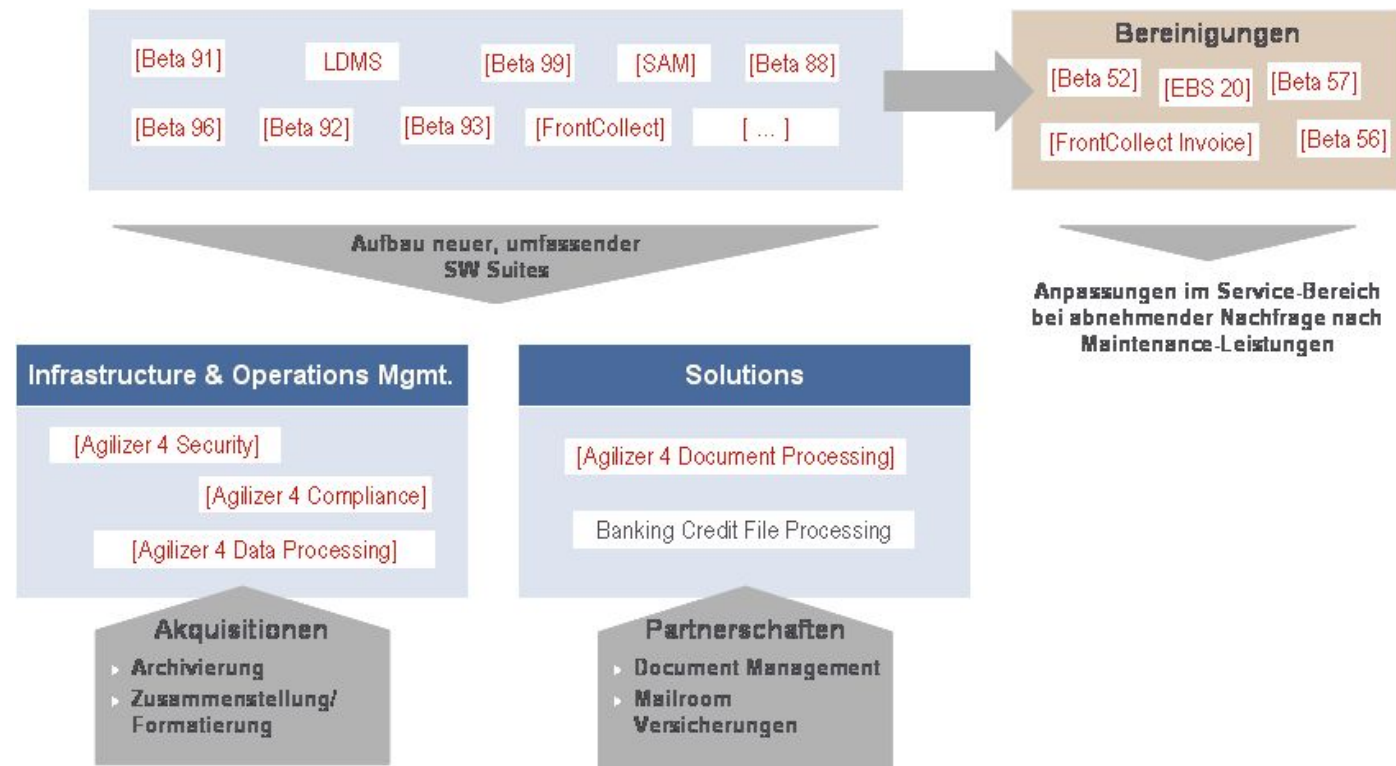 [Beta 91] LDMS [Beta 99] [SAM] [Beta 88]
[Beta 96] [Beta 92] [Beta 93] [FrontCollect] [ ... ]
Bereinigungen
[Beta 52] [EBS 20] [Beta 57]
[FrontCollect Invoice] [Beta 56]
Aufbau neuer, umfassender
SW Suites
Anpassungen im Service-Bereich
bei abnehmender Nachfrage nach
Maintenance-Leistungen
Infrastructure & Operations Mgmt.
[Agilizer 4 Security]
[Agilizer 4 Compliance]
[Agilizer 4 Data Processing]
Akquisitionen
Archivierung
Zusammenstellung/
Formatierung
Solutions
[Agilizer 4 Document Processing]
Banking Credit File Processing
Partnerschaften
Document Management
Mailroom
Versicherungen